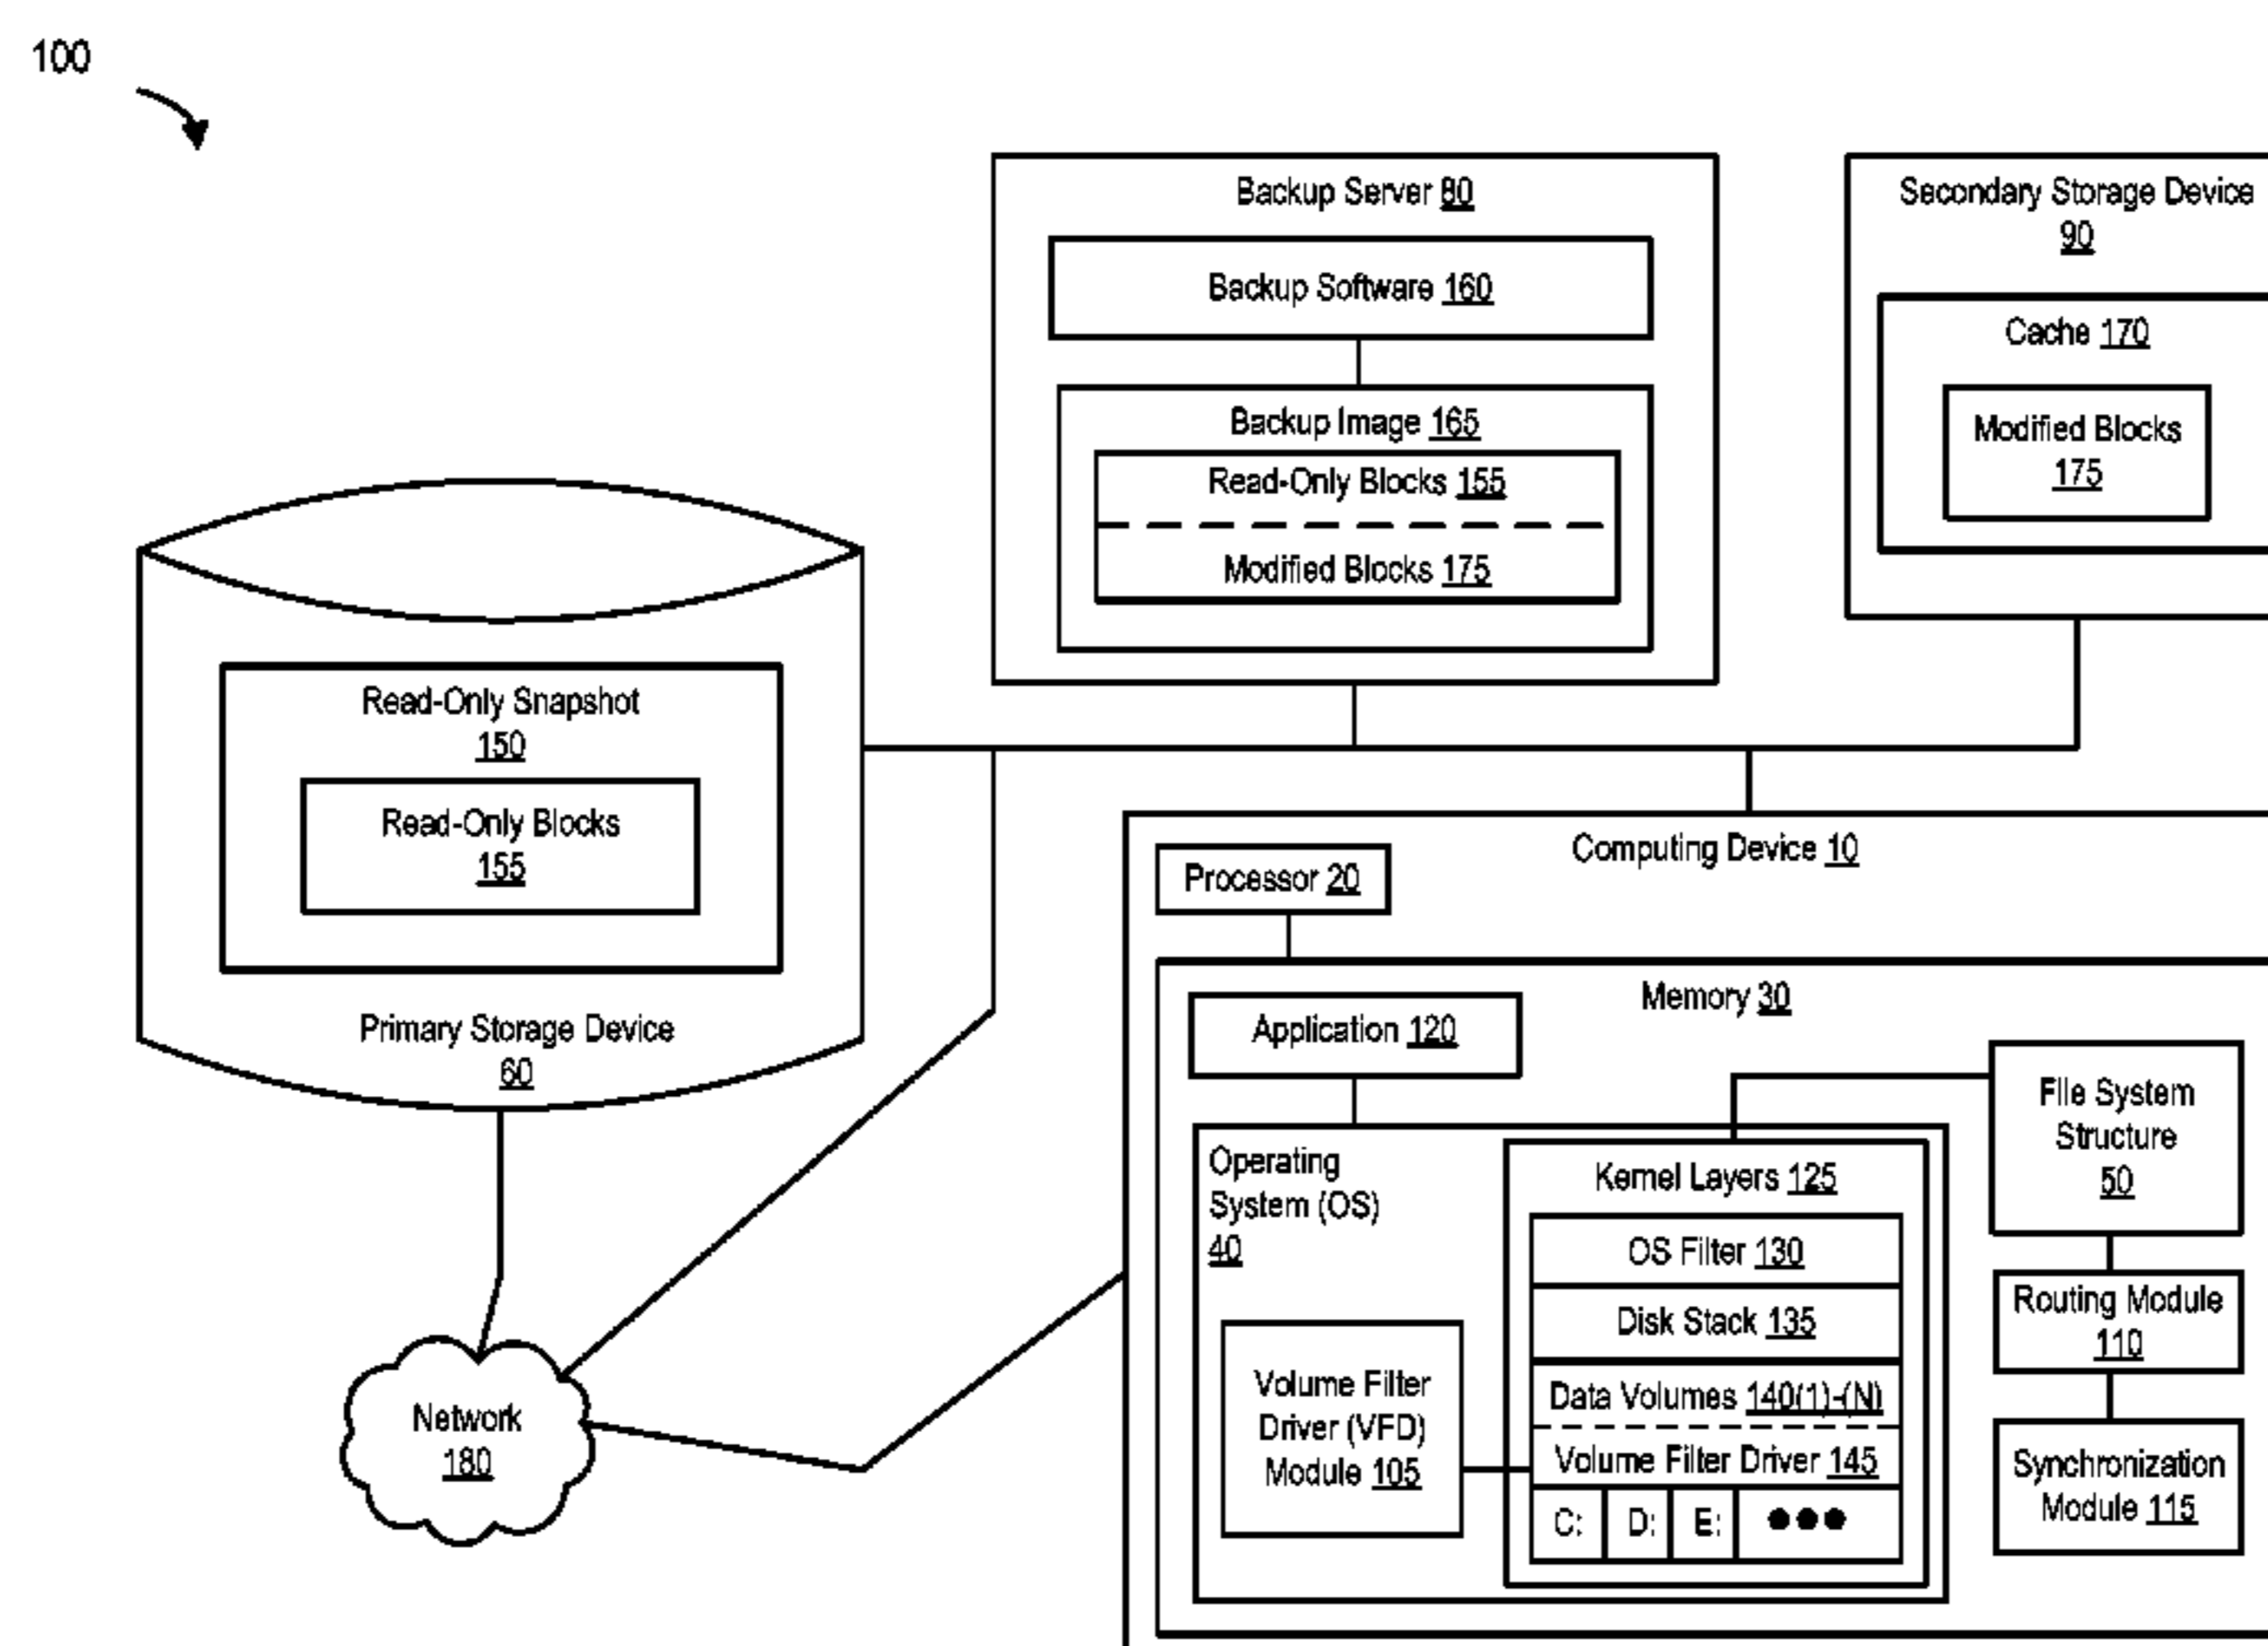 100
Backup Server 80
Backup Software 160
Backup Image 165
Read-Only Blocks 155
Modified Blocks 175
Secondary Storage Device
90
Cache 170
Modified Blocks
175
Read-Only Snapshot
150
Read-Only Blocks
155
Primary Storage Device
60
Network
180
Computing Device 10
Processor 20
Memory 30
Application 120
Operating
System (OS)
40
Volume Filter
Driver (VFD)
Module 105
Kernel Layers 125
OS Filter 130
Disk Stack 135
Data Volumes 140(1)-(N)
Volume Filter Driver 145
C: D: E: ●●●
File System
Structure
50
Routing Module
110
Synchronization
Module 115